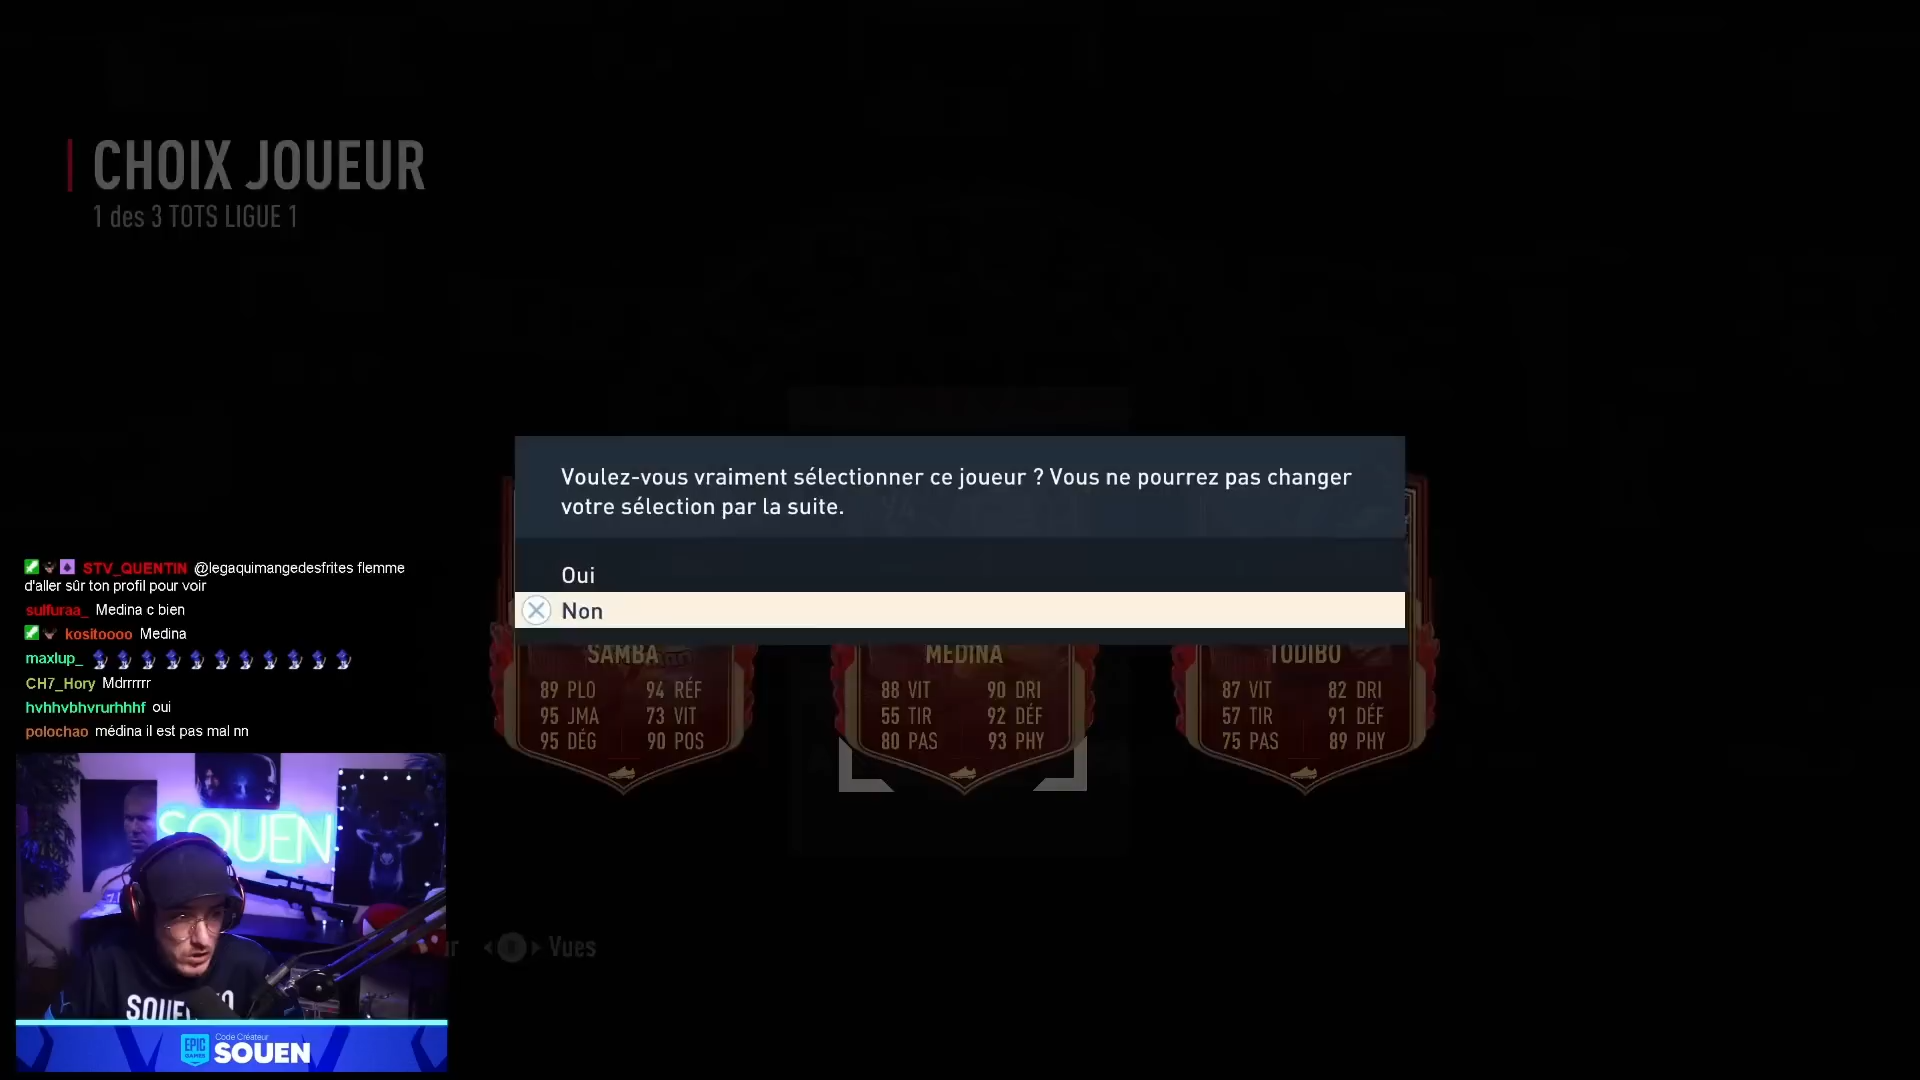 CHOIX JOUEUR
1 des 3 TOTS LIGUE 1
Voulez-vous vraiment sélectionner ce joueur ? Vous ne pourrez pas changer
votre sélection par la suite.
Oui
Non
SAMBA
89 PLO 94 RÉF
95 JMA 73 VIT
95 DÉG 90 POS
MEDINA
88 VIT 90 DRI
55 TIR 92 DÉF
80 PAS 93 PHY
TODIBO
87 VIT 82 DRI
57 TIR 91 DÉF
75 PAS 89 PHY
STV_QUENTIN @legaquimangedesfrites flemme
d'aller sûr ton profil pour voir
sulfuraa_ Medina c bien
kositoooo Medina
maxlup_
CH7_Hory Mdrrrrrr
hvhhvbhvrurhhhf oui
polochao médina il est pas mal nn
SOUEN
Vues
EPIC
GAMES
Code Créateur
SOUEN